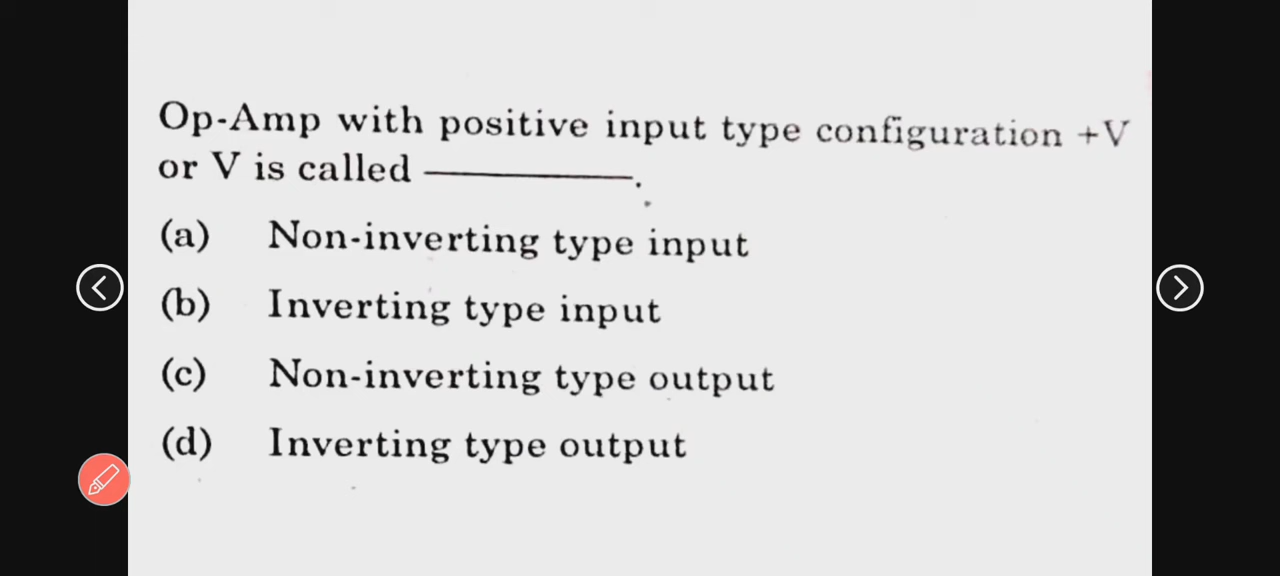 Op-Amp with positive input type configuration +V
or V is called ————.
(a) Non-inverting type input
(b) Inverting type input
(c) Non-inverting type output
(d) Inverting type output